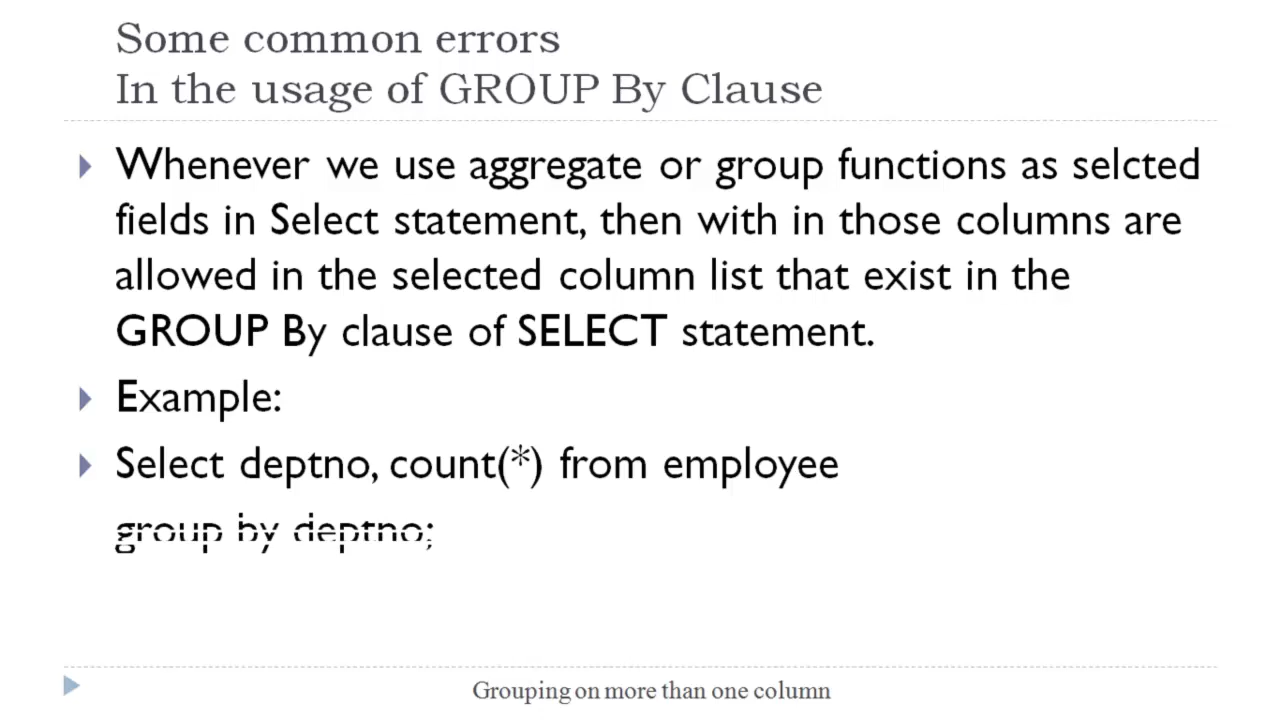 Some common errors
In the usage of GROUP By Clause
Whenever we use aggregate or group functions as selcted
fields in Select statement, then with in those columns are
allowed in the selected column list that exist in the
GROUP By clause of SELECT statement.
Example:
Select deptno, count(*) from employee
group by deptno;
Grouping on more than one column